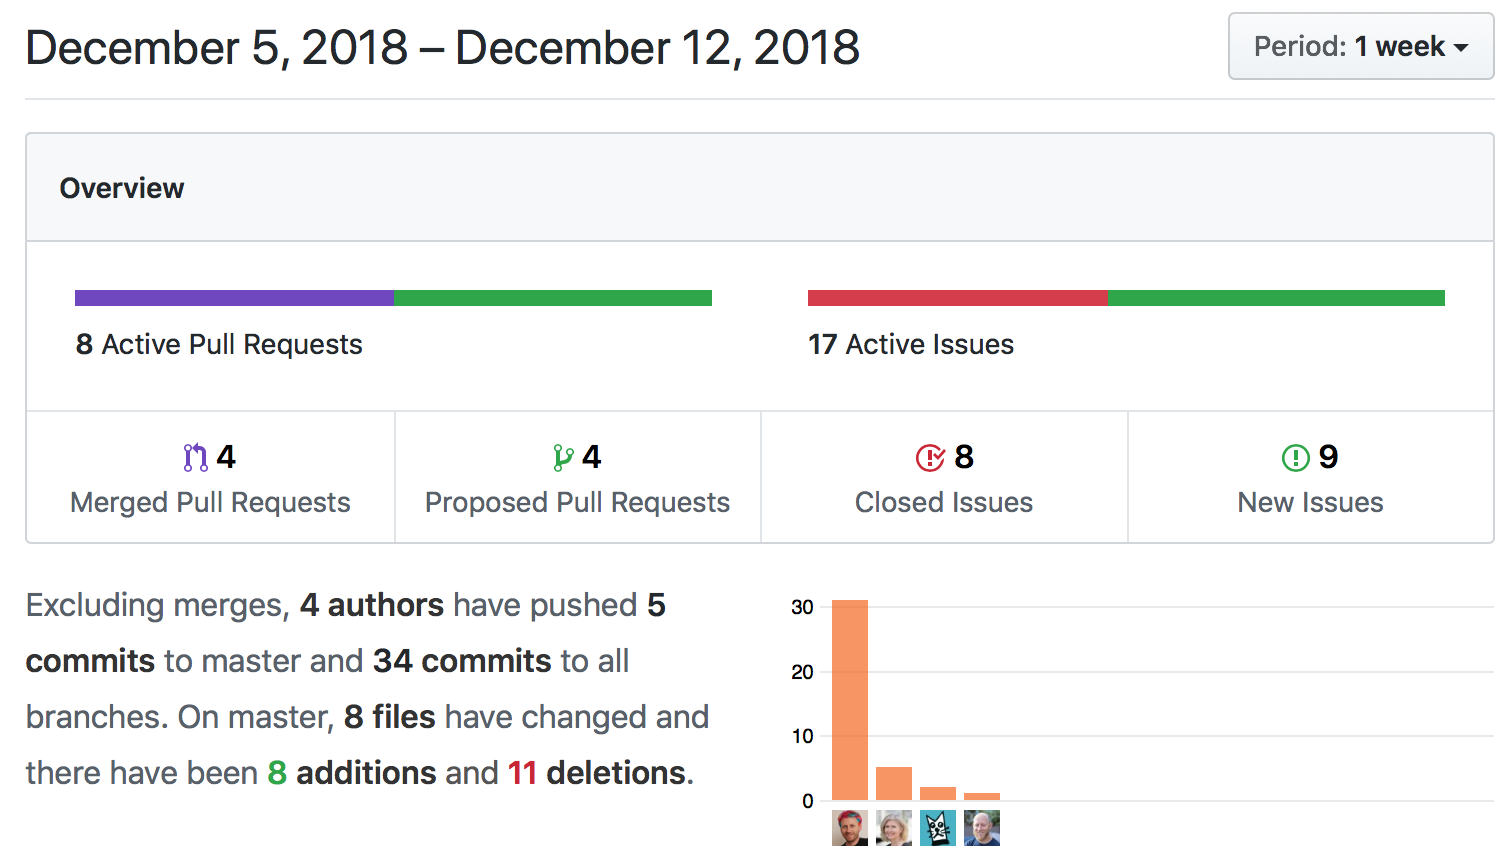 December 5, 2018 – December 12, 2018
Period: 1 week
Overview
8 Active Pull Requests
17 Active Issues
4
Merged Pull Requests
4
Proposed Pull Requests
8
Closed Issues
9
New Issues
Excluding merges, 4 authors have pushed 5
commits to master and 34 commits to all
branches. On master, 8 files have changed and
there have been 8 additions and 11 deletions.
30
20
10
0